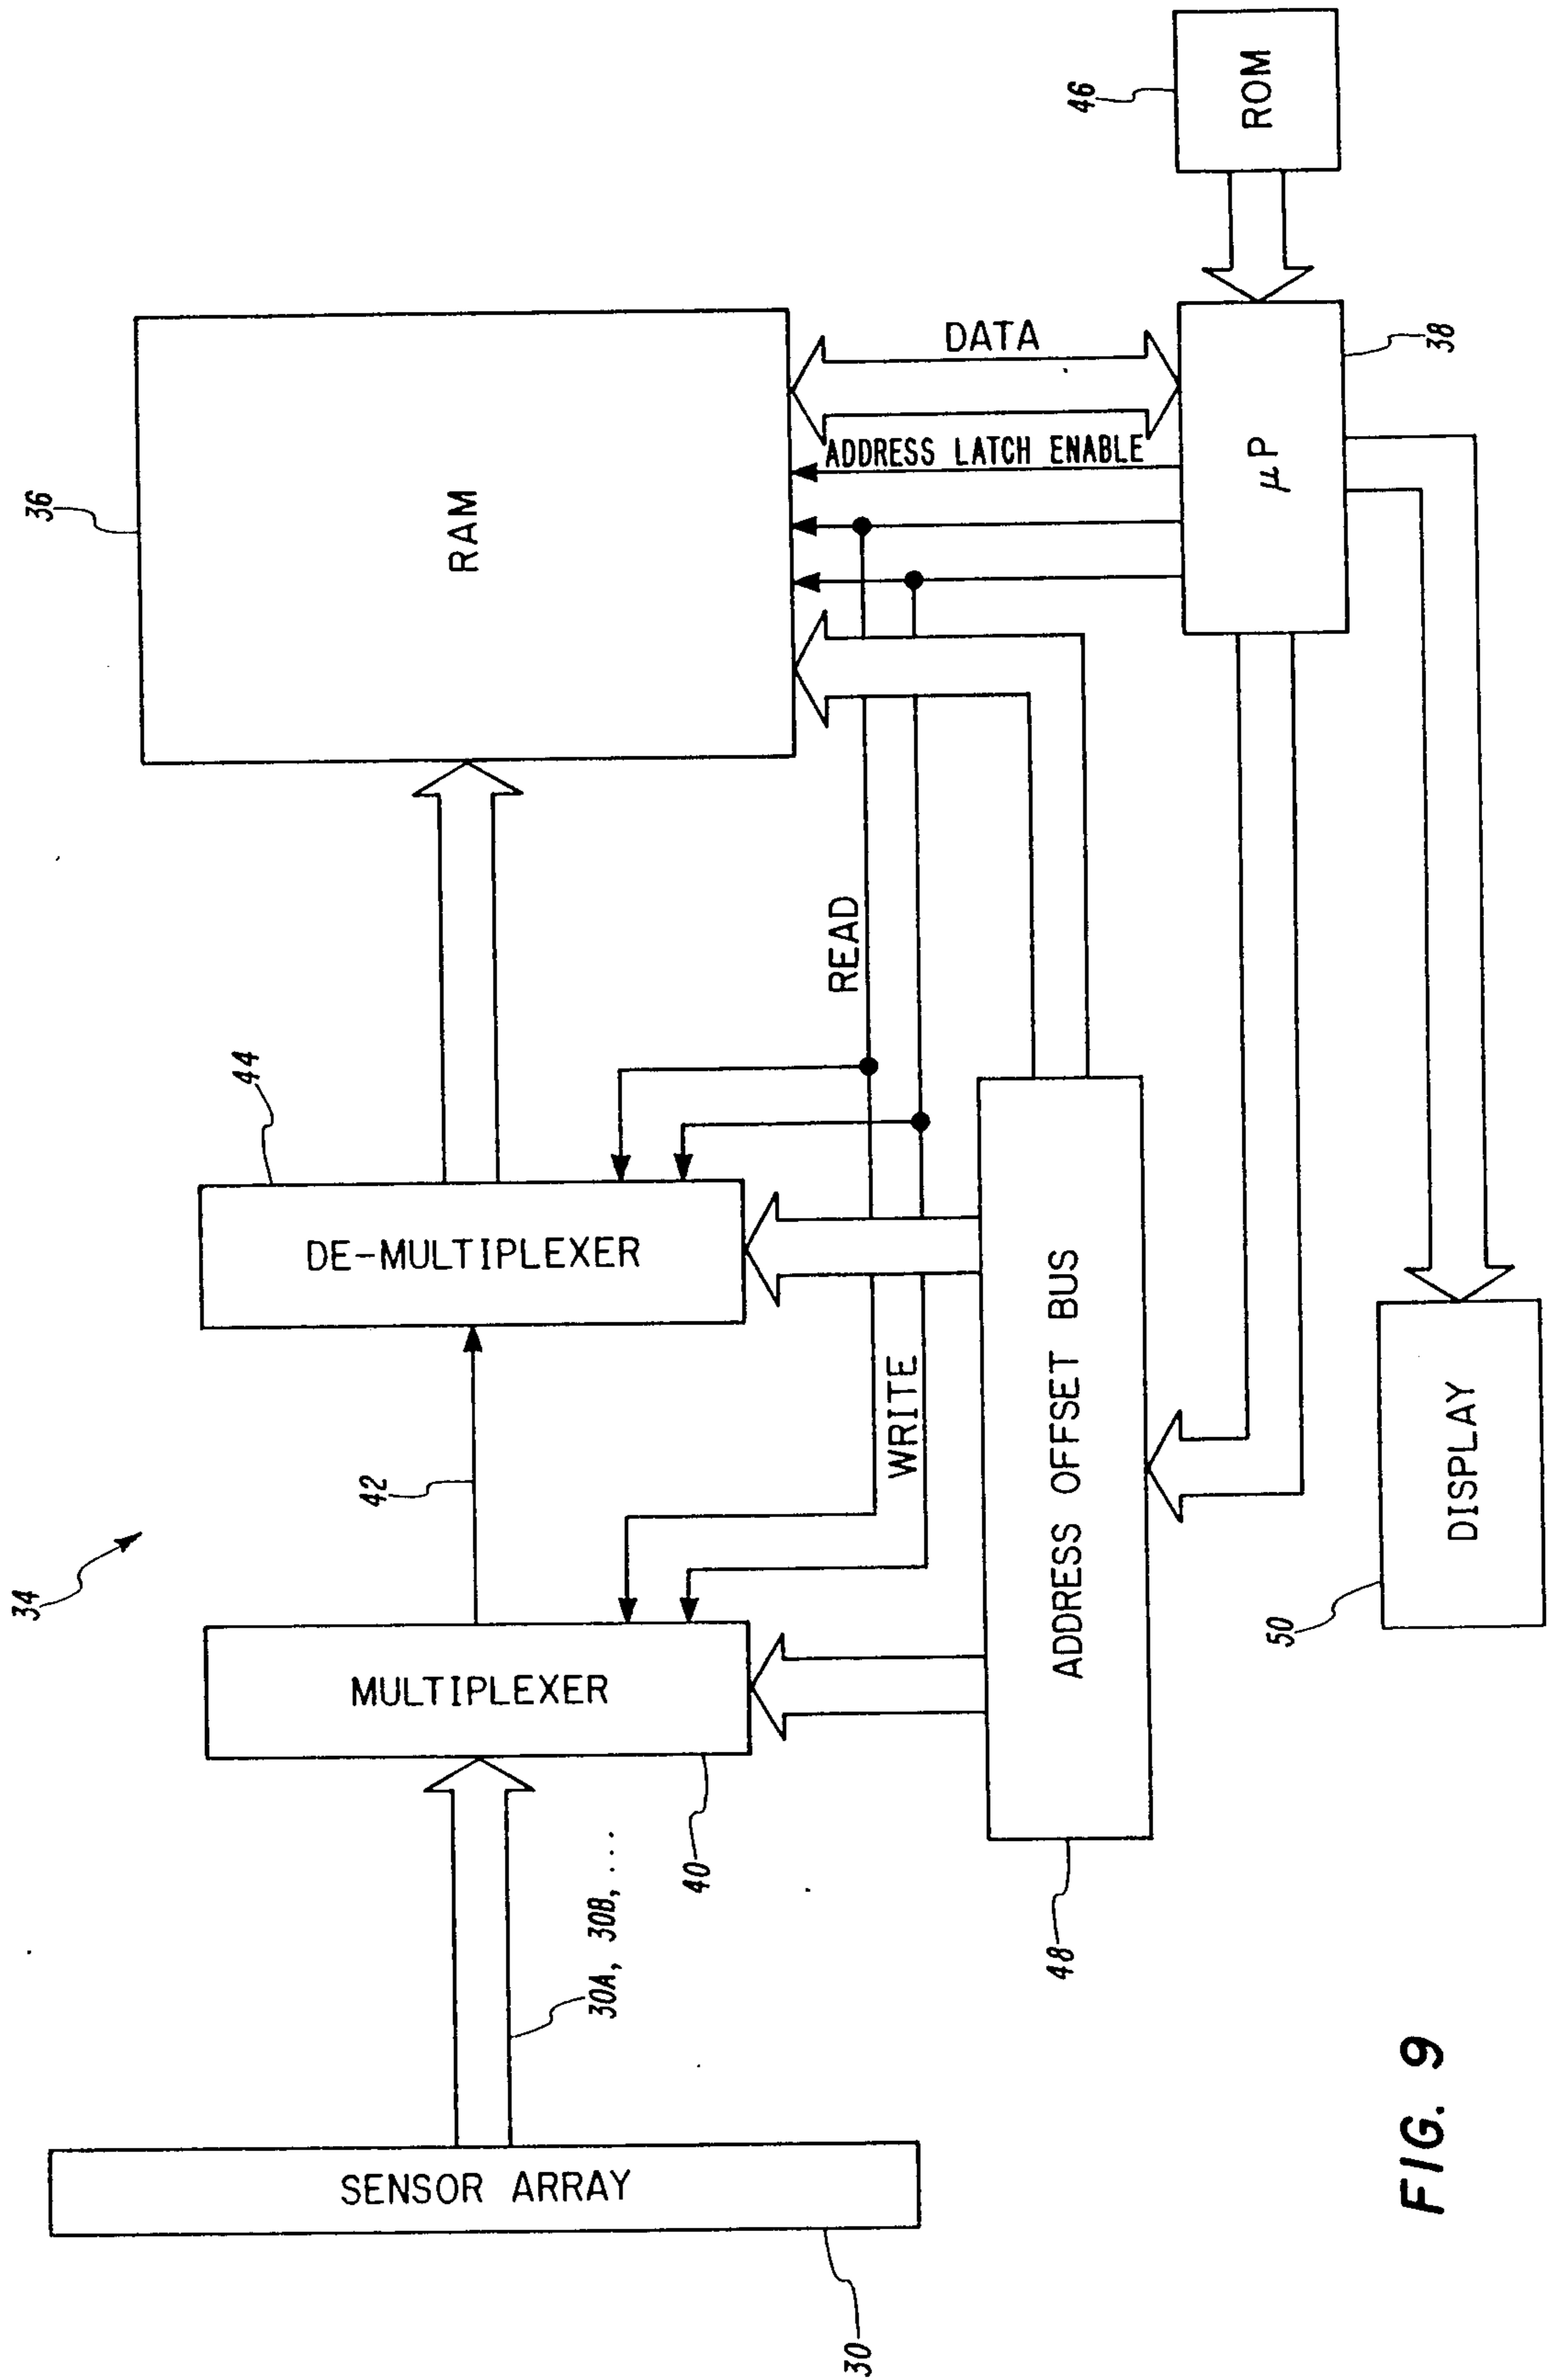 34
36
RAM
44
DE-MULTIPLEXER
42
MULTIPLEXER
40
30A, 30B, ...
SENSOR ARRAY
30
READ
WRITE
ADDRESS LATCH ENABLE
DATA
46
ROM
μP
38
ADDRESS OFFSET BUS
48
DISPLAY
50
FIG. 9